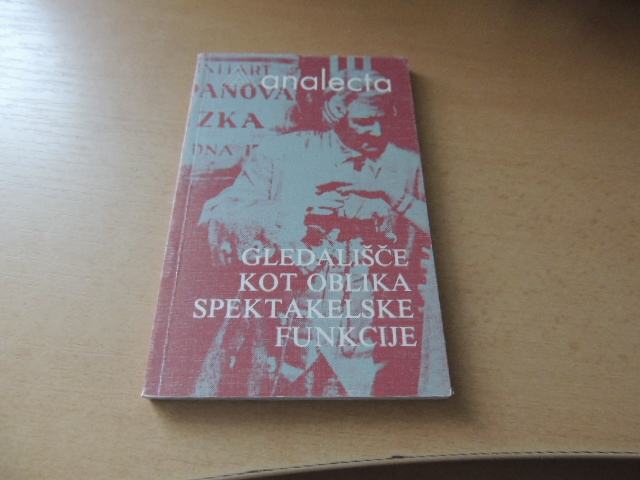 analecta
ANOVA
ZKA
GLEDALIŠČE
KOT OBLIKA
SPEKTAKELSKE
FUNKCIJE